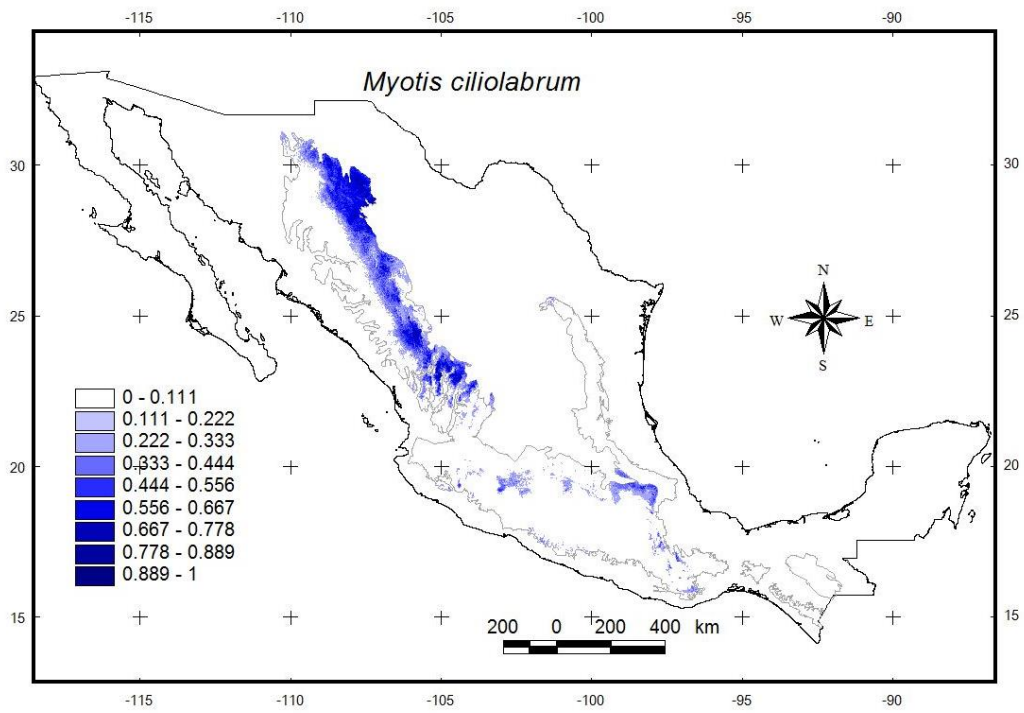 -115 -110 -105 -100 -95 -90
Myotis ciliolabrum
30 30
N
W E
S
25 25
0 - 0.111
0.111 - 0.222
0.222 - 0.333
0.333 - 0.444
0.444 - 0.556
0.556 - 0.667
0.667 - 0.778
0.778 - 0.889
0.889 - 1
20 20
15 15
200 0 200 400 km
-115 -110 -105 -100 -95 -90